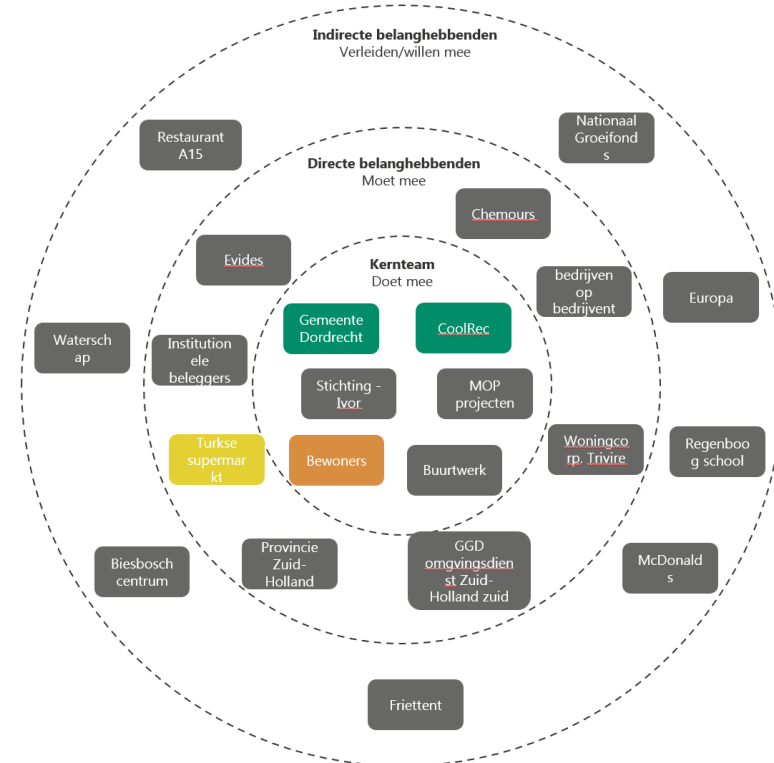 Indirecte belanghebbenden
Verleiden/willen mee
Nationaal
Groeifond
s
Restaurant
A15
Directe belanghebbenden
Moet mee
Chemours
Evides
Kernteam
Doet mee
bedrijven
op
bedrijvent
Europa
Gemeente
Dordrecht
CoolRec
Watersch
ap
Institution
ele
beleggers
Stichting -
Ivor
MOP
projecten
Turkse
supermar
kt
Bewoners
Buurtwerk
Woningco
rp. Trivire
Regenboo
g school
Biesbosch
centrum
Provincie
Zuid-
Holland
GGD
omgvingsdien
st Zuid-
Holland zuid
McDonald
s
Friettent